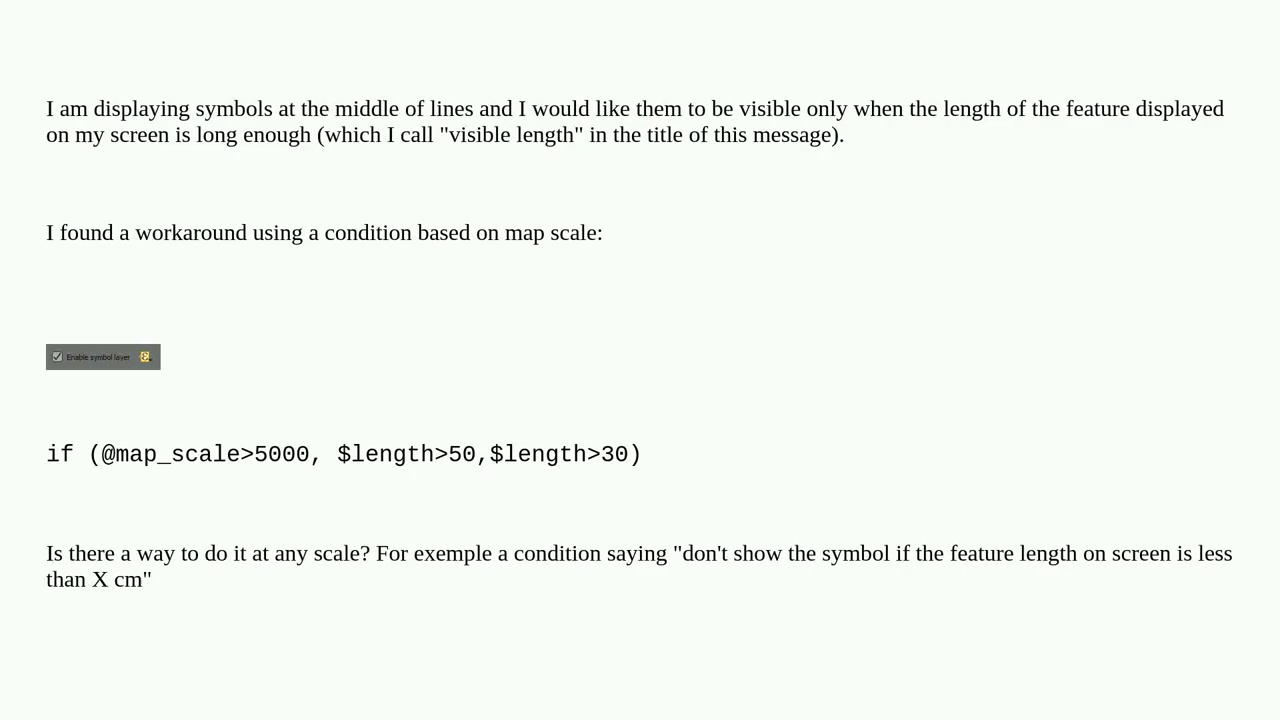 I am displaying symbols at the middle of lines and I would like them to be visible only when the length of the feature displayed
on my screen is long enough (which I call "visible length" in the title of this message).
I found a workaround using a condition based on map scale:
Enable symbol layer
if (@map_scale>5000, $length>50,$length>30)
Is there a way to do it at any scale? For exemple a condition saying "don't show the symbol if the feature length on screen is less
than X cm"